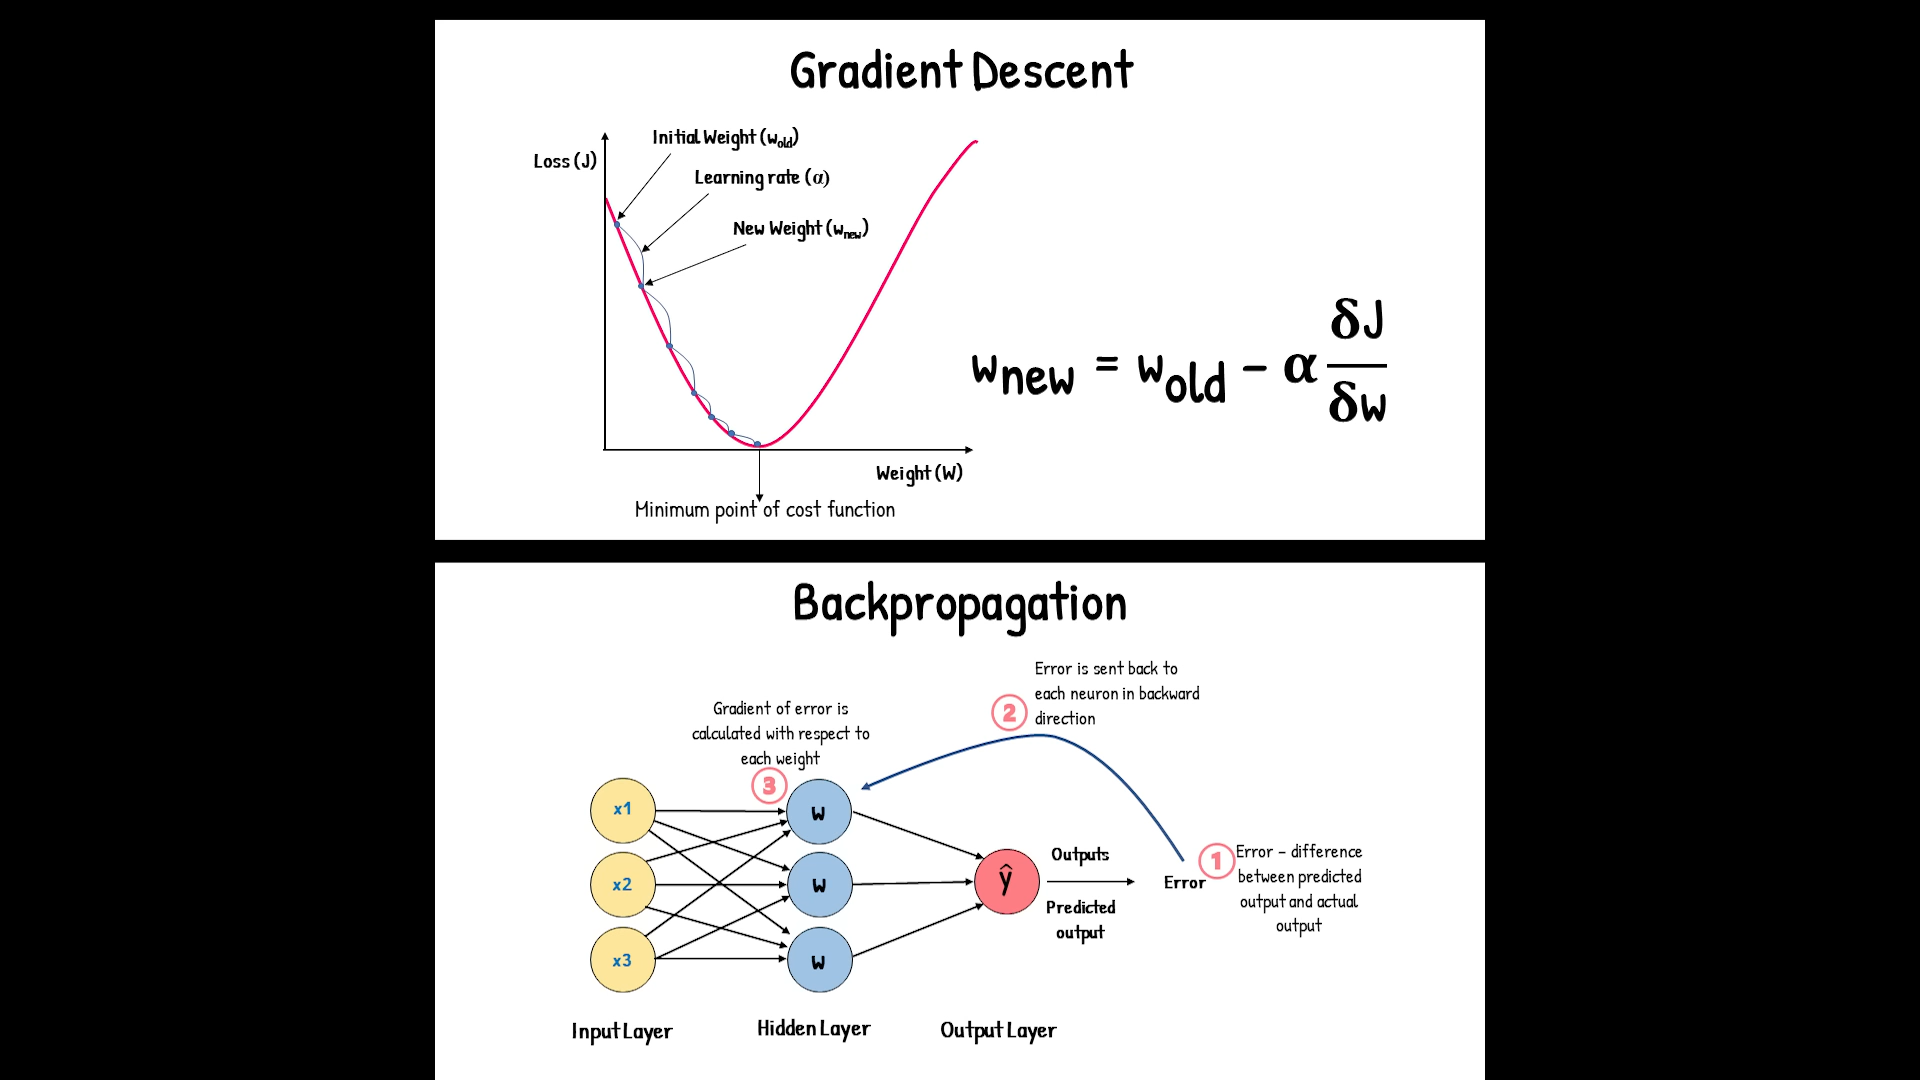 Gradient Descent
Initial Weight (w_old)
Loss (J)
Learning rate (α)
New Weight (w_new)
w_new = w_old - α δJ/δw
Weight (W)
Minimum point of cost function
Backpropagation
Error is sent back to
each neuron in backward
direction
2
Gradient of error is
calculated with respect to
each weight
3
x1
w
x2
w
x3
w
ŷ
Outputs
Predicted
output
Error
1
Error - difference
between predicted
output and actual
output
Input Layer
Hidden Layer
Output Layer